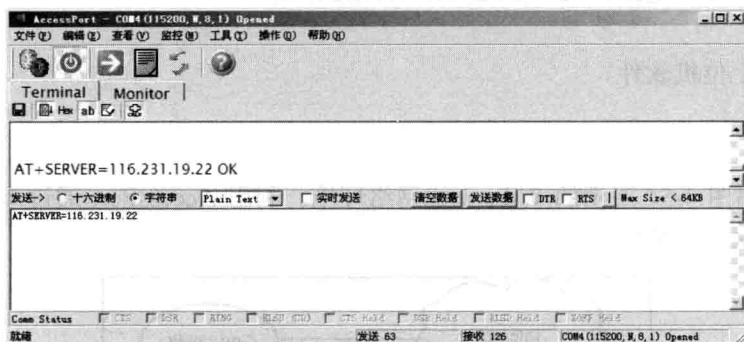 AccessPort - COM4(115200,N,8,1) Opened
文件(F) 编辑(E) 查看(V) 监控(M) 工具(T) 操作(O) 帮助(H)
Terminal Monitor
Hex ab
AT+SERVER=116.231.19.22 OK
发送-> 十六进制 字符串 Plain Text 实时发送 清空数据 发送数据 DTR RTS Max Size < 64KB
AT+SERVER=116.231.19.22
Comm Status CTS DSR RING RLSD (CD) CTS Hold DSR Hold RLSD Hold XOFF Hold
就绪 发送 63 接收 126 COM4(115200,N,8,1) Opened